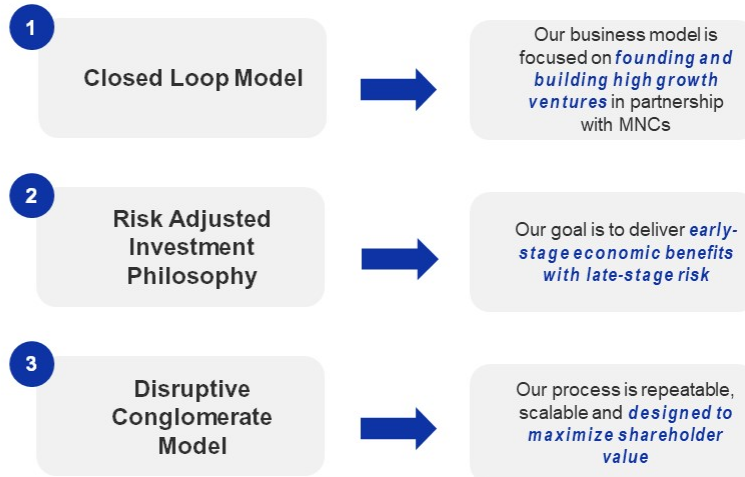 1
Closed Loop Model
Our business model is
focused on founding and
building high growth
ventures in partnership
with MNCs
2
Risk Adjusted
Investment
Philosophy
Our goal is to deliver early-
stage economic benefits
with late-stage risk
3
Disruptive
Conglomerate
Model
Our process is repeatable,
scalable and designed to
maximize shareholder
value